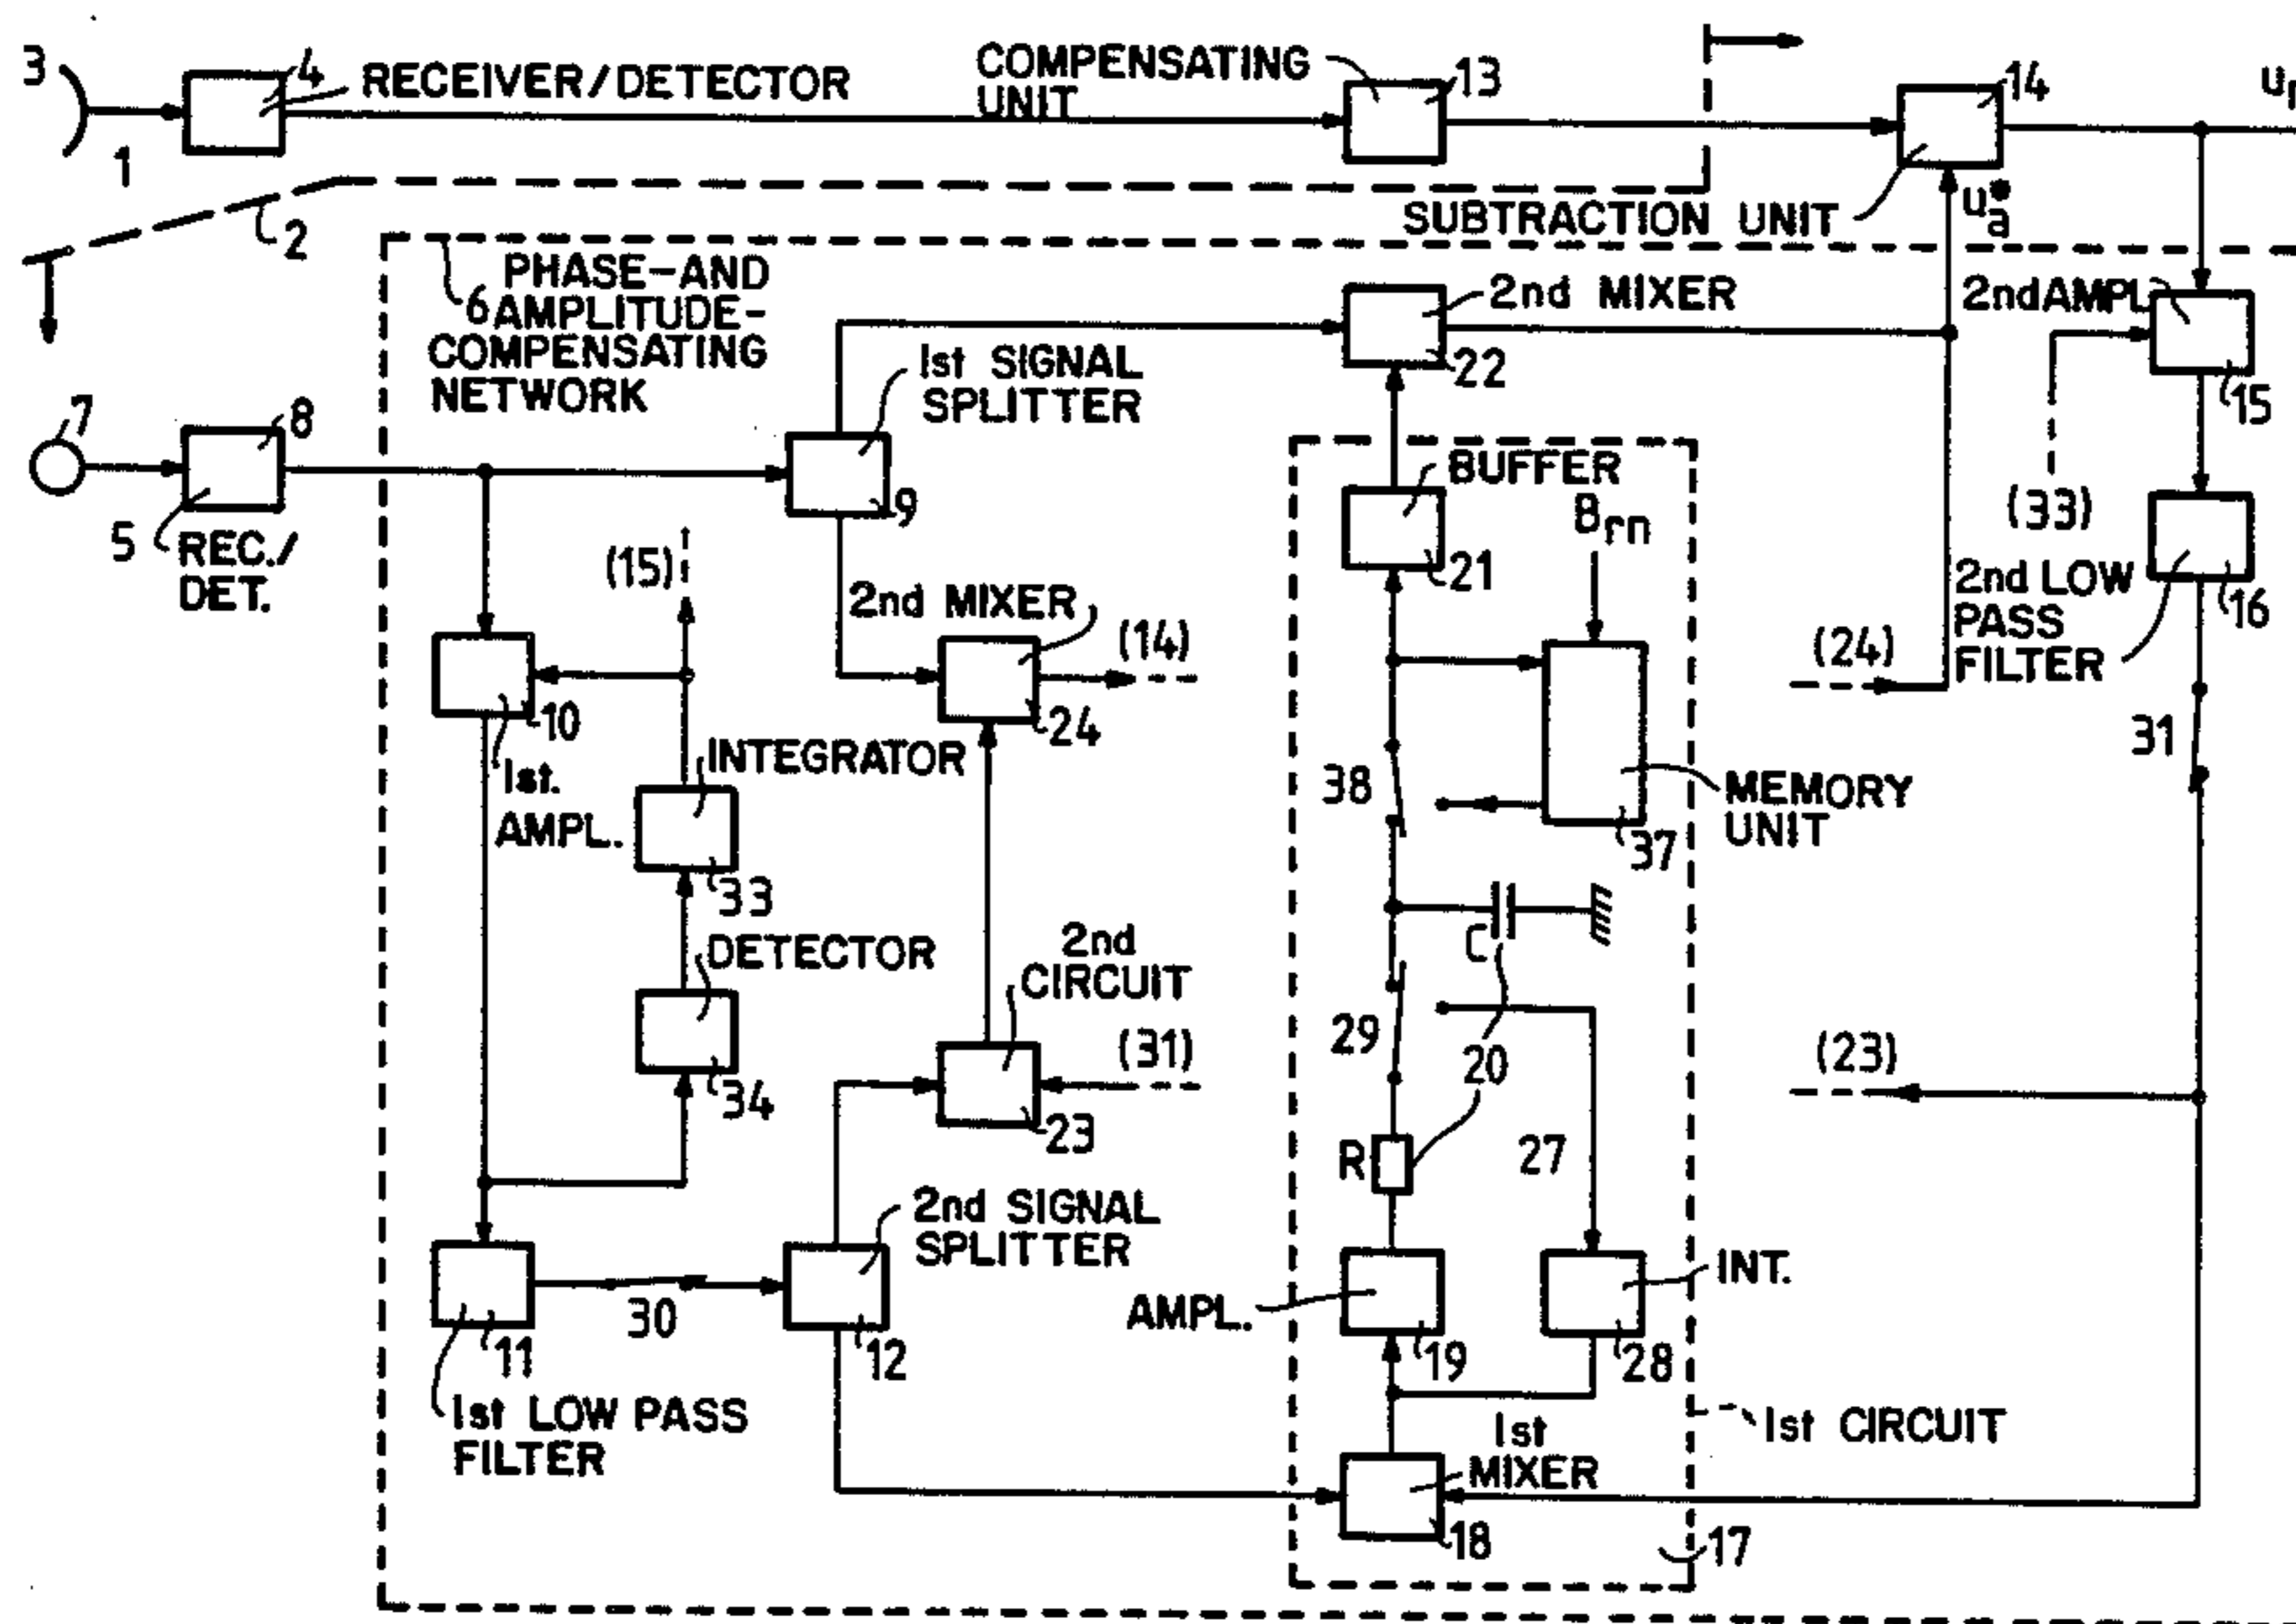 3
4
RECEIVER/DETECTOR
1
2
COMPENSATING
UNIT
13
14
SUBTRACTION UNIT
u*a
6
PHASE-AND
AMPLITUDE-
COMPENSATING
NETWORK
7
8
5
REC./
DET.
1st SIGNAL
SPLITTER
9
2nd MIXER
22
2nd AMPL.
15
(33)
BUFFER
21
Brn
2nd LOW
PASS
FILTER
16
(15)
2nd MIXER
(14)
24
(24)
10
1st.
AMPL.
INTEGRATOR
33
38
MEMORY
UNIT
37
31
DETECTOR
34
2nd
CIRCUIT
(31)
23
C
29
20
(23)
R
27
2nd SIGNAL
SPLITTER
12
30
11
1st LOW PASS
FILTER
AMPL.
19
INT.
28
1st
MIXER
18
1st CIRCUIT
17